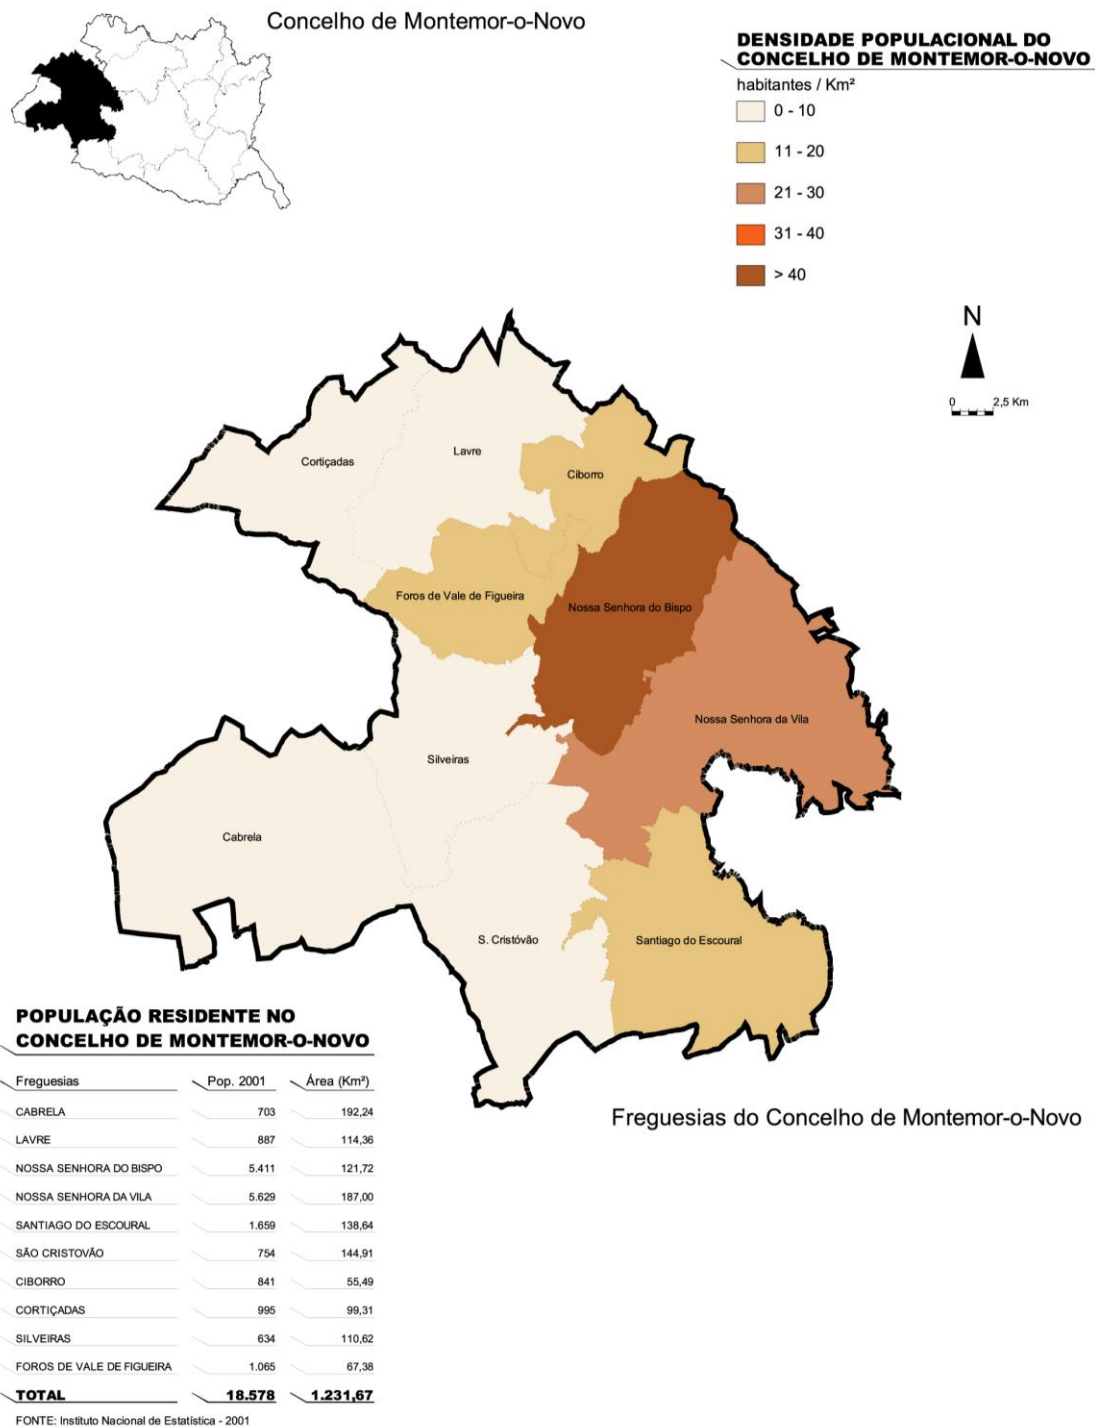 Concelho de Montemor-o-Novo
DENSIDADE POPULACIONAL DO
CONCELHO DE MONTEMOR-O-NOVO
habitantes / Km²
0 - 10
11 - 20
21 - 30
31 - 40
> 40
N
0 2,5 Km
Lavre
Cortiçadas
Ciborro
Foros de Vale de Figueira
Nossa Senhora do Bispo
Nossa Senhora da Vila
Silveiras
Cabrela
S. Cristóvão
Santiago do Escoural
POPULAÇÃO RESIDENTE NO
CONCELHO DE MONTEMOR-O-NOVO
Freguesias Pop. 2001 Área (Km²)
CABRELA 703 192,24
LAVRE 887 114,36
NOSSA SENHORA DO BISPO 5.411 121,72
NOSSA SENHORA DA VILA 5.629 187,00
SANTIAGO DO ESCOURAL 1.659 138,64
SÃO CRISTOVÃO 754 144,91
CIBORRO 841 55,49
CORTIÇADAS 995 99,31
SILVEIRAS 634 110,62
FOROS DE VALE DE FIGUEIRA 1.065 67,38
TOTAL 18.578 1.231,67
FONTE: Instituto Nacional de Estatística - 2001
Freguesias do Concelho de Montemor-o-Novo